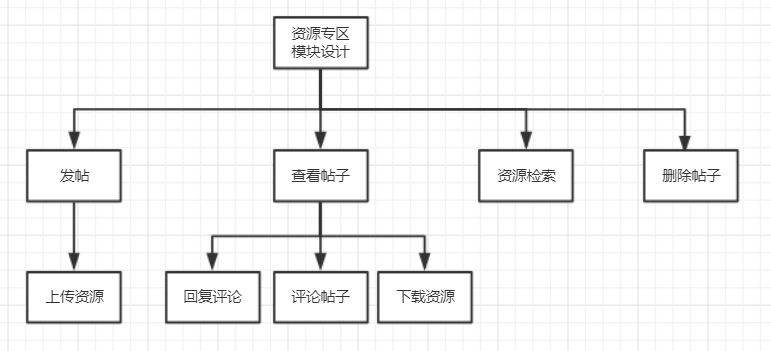 资源专区
模块设计
发帖
查看帖子
资源检索
删除帖子
上传资源
回复评论
评论帖子
下载资源